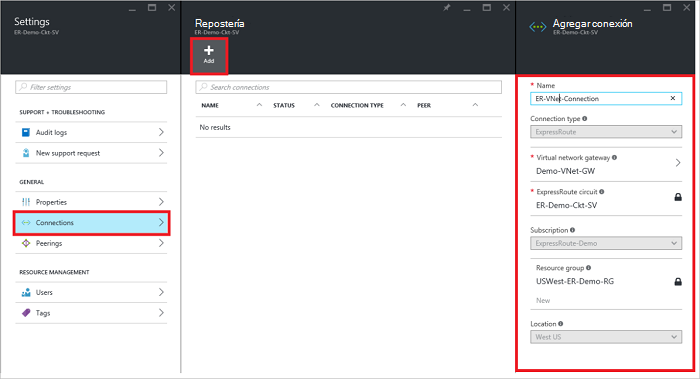 Settings
ER-Demo-Ckt-SV
Filter settings
SUPPORT + TROUBLESHOOTING
Audit logs
New support request
GENERAL
Properties
Connections
Peerings
RESOURCE MANAGEMENT
Users
Tags
Repostería
ER-Demo-Ckt-SV
Add
Search connections
NAME STATUS CONNECTION TYPE PEER
No results
Agregar conexión
ER-Demo-Ckt-SV
* Name
ER-VNet-Connection
Connection type
ExpressRoute
* Virtual network gateway
Demo-VNet-GW
* ExpressRoute circuit
ER-Demo-Ckt-SV
Subscription
ExpressRoute-Demo
Resource group
USWest-ER-Demo-RG
New
Location
West US